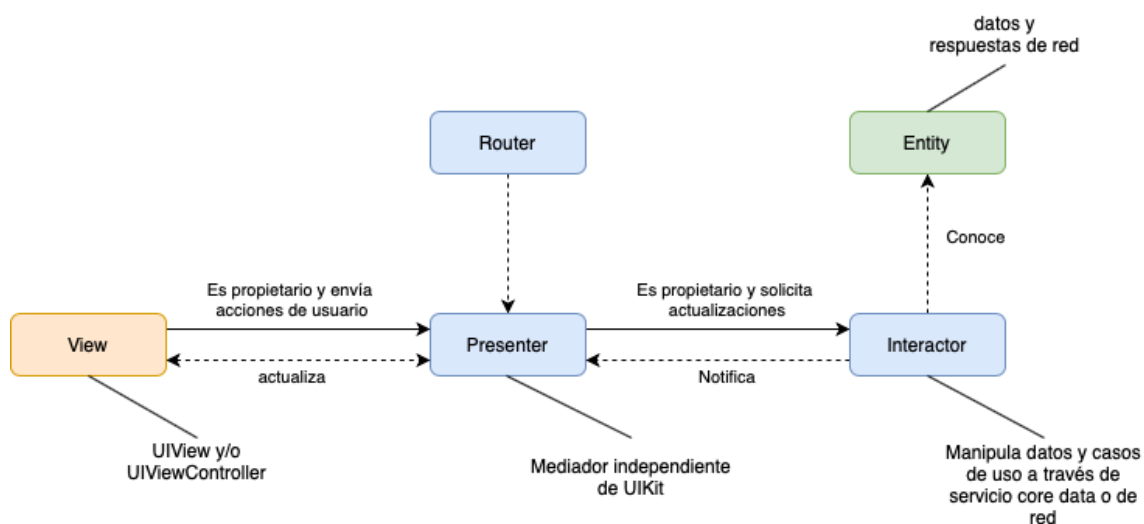 datos y
respuestas de red
Router
Entity
Conoce
Es propietario y envía
acciones de usuario
Es propietario y solicita
actualizaciones
View
Presenter
Interactor
actualiza
Notifica
UIView y/o
UIViewController
Mediador independiente
de UIKit
Manipula datos y casos
de uso a través de
servicio core data o de
red